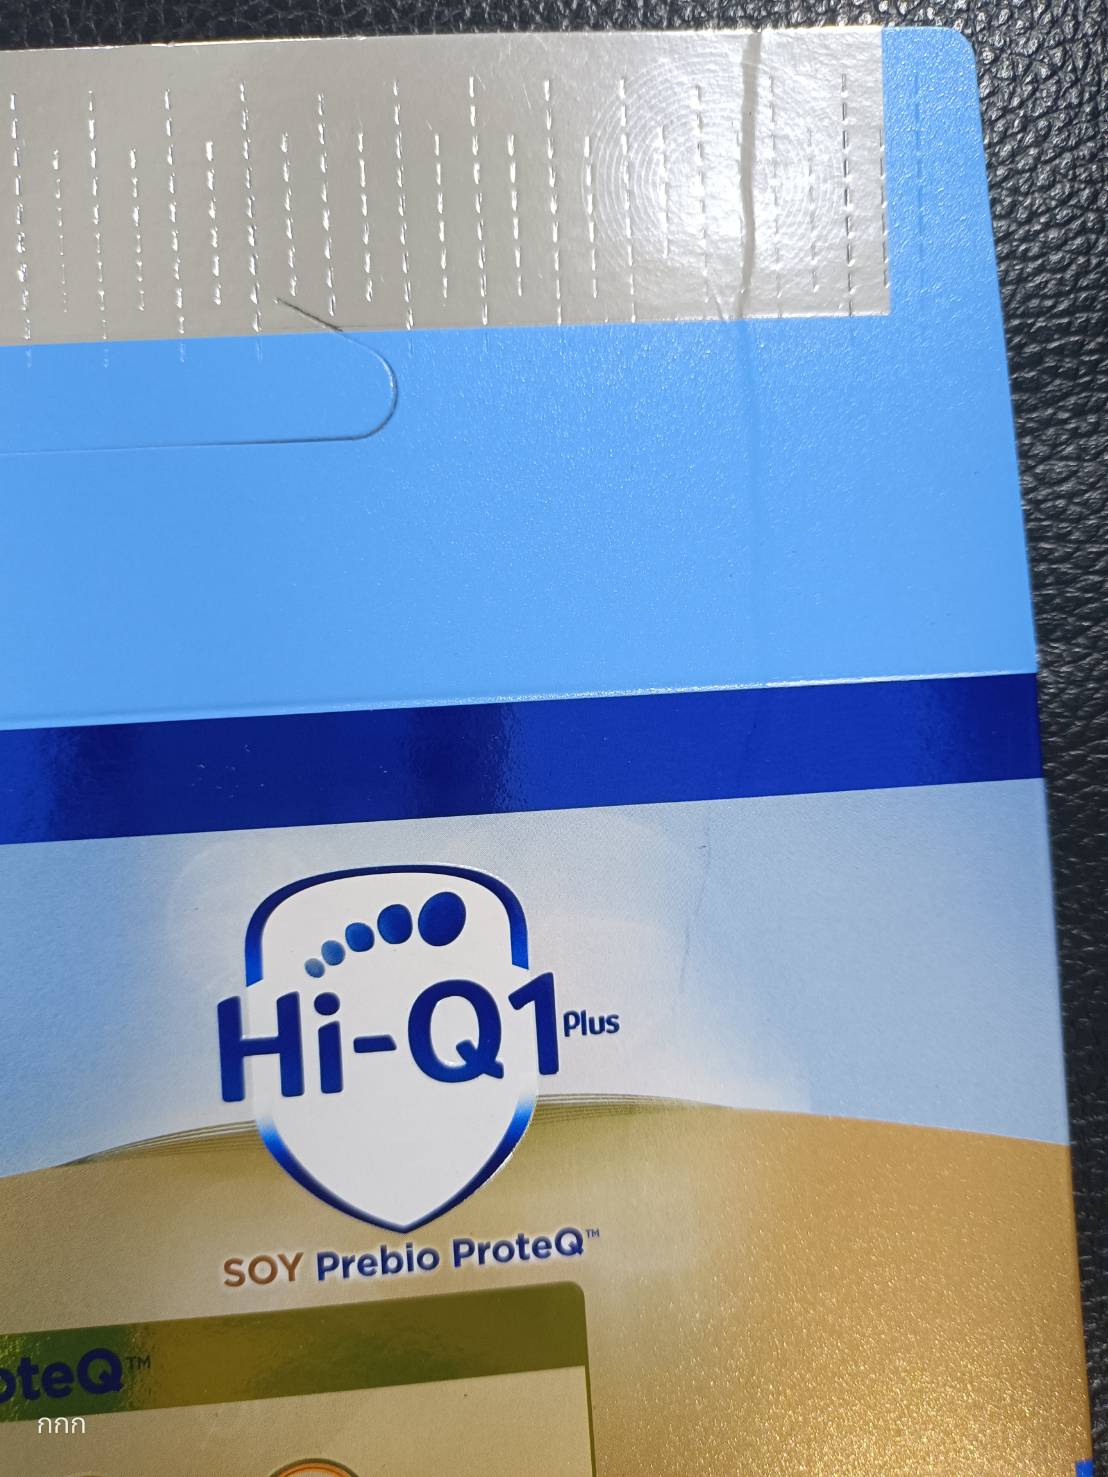 Hi-Q1 Plus
SOY Prebio ProteQ™
oteQ™
กกก